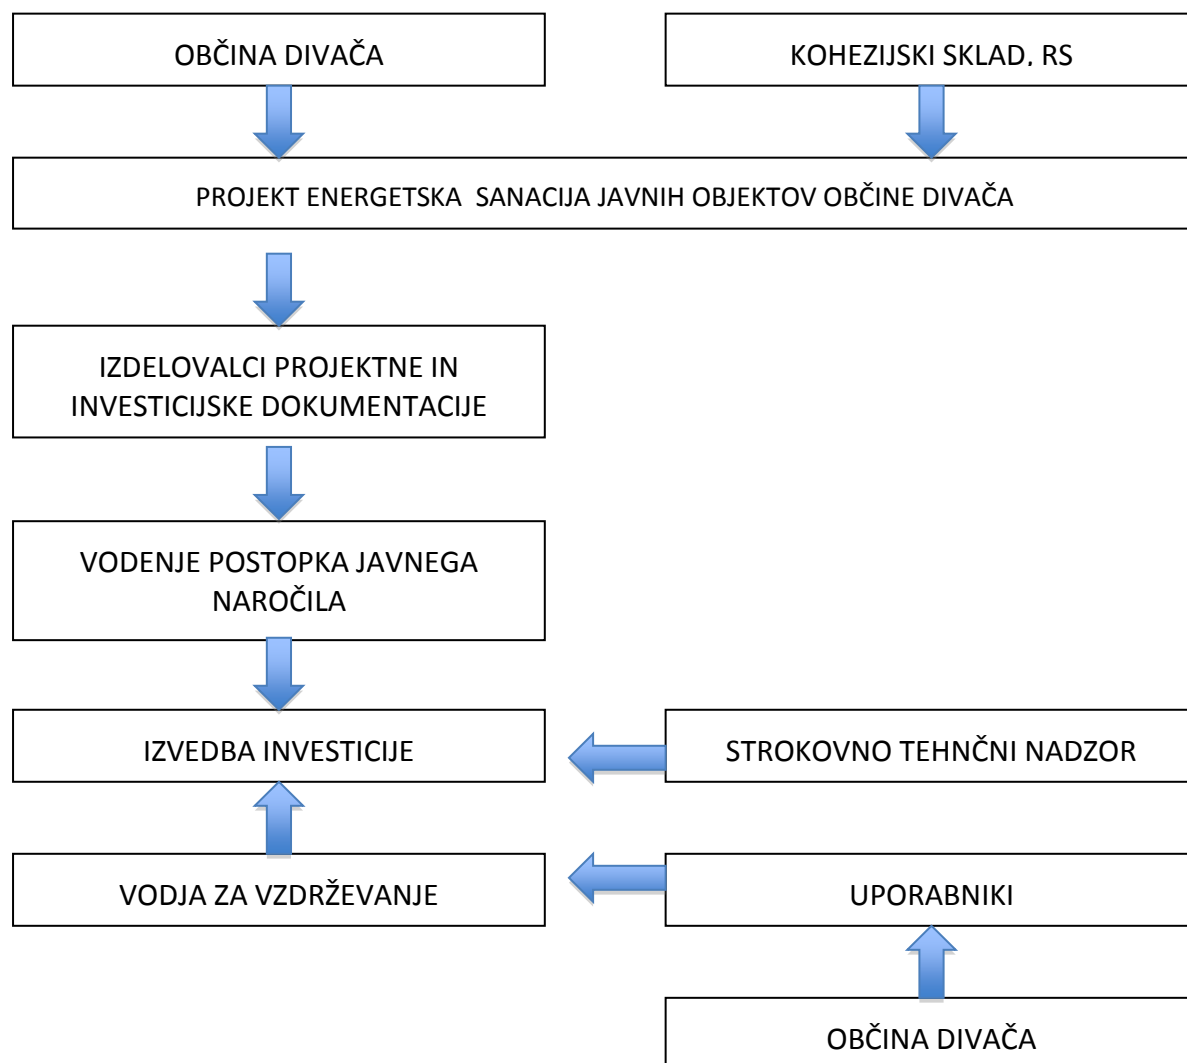 OBČINA DIVAČA
KOHEZIJSKI SKLAD, RS
PROJEKT ENERGETSKA SANACIJA JAVNIH OBJEKTOV OBČINE DIVAČA
IZDELOVALCI PROJEKTNE IN
INVESTICIJSKE DOKUMENTACIJE
VODENJE POSTOPKA JAVNEGA
NAROČILA
IZVEDBA INVESTICIJE
STROKOVNO TEHNČNI NADZOR
VODJA ZA VZDRŽEVANJE
UPORABNIKI
OBČINA DIVAČA